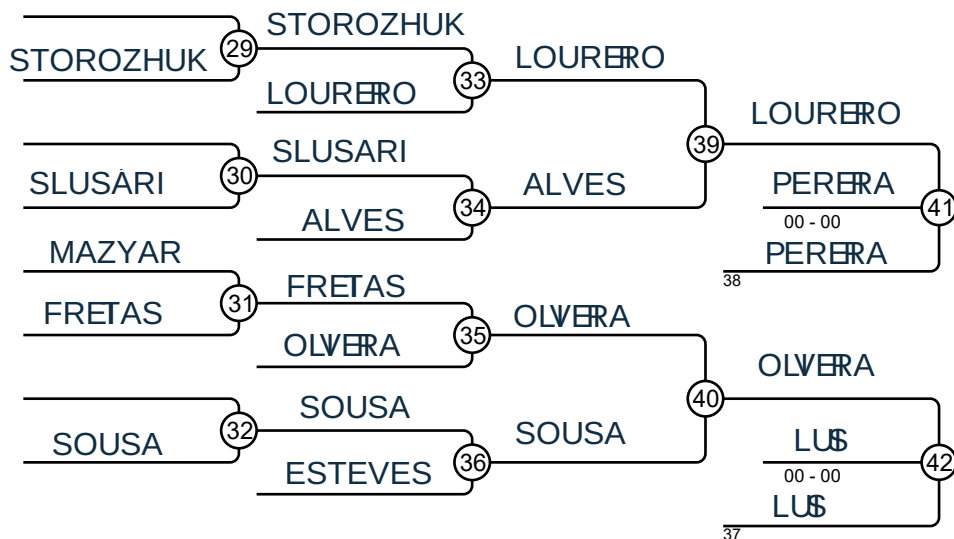 STOROZHUK
STOROZHUK
29
LOUREIRO
33
LOUREIRO
LOUREIRO
39
SLUSARI
SLUSARI
30
ALVES
34
ALVES
PEREIRA
41
00 - 00
PEREIRA
38
MAZYAR
FREITAS
31
FREITAS
OLIVEIRA
35
OLIVEIRA
OLIVEIRA
40
SOUSA
32
SOUSA
ESTEVES
36
SOUSA
LUIS
42
00 - 00
LUIS
37